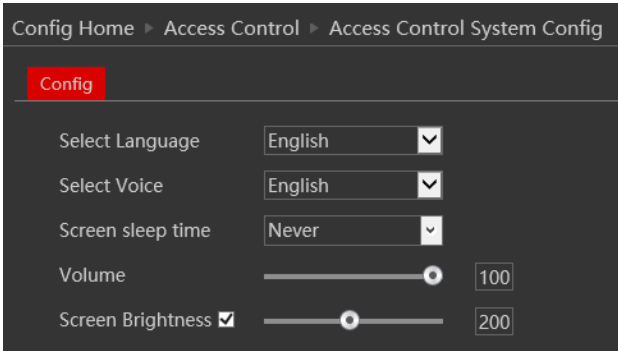 Config Home ▸ Access Control ▸ Access Control System Config
Config
Select Language English
Select Voice English
Screen sleep time Never
Volume 100
Screen Brightness 200